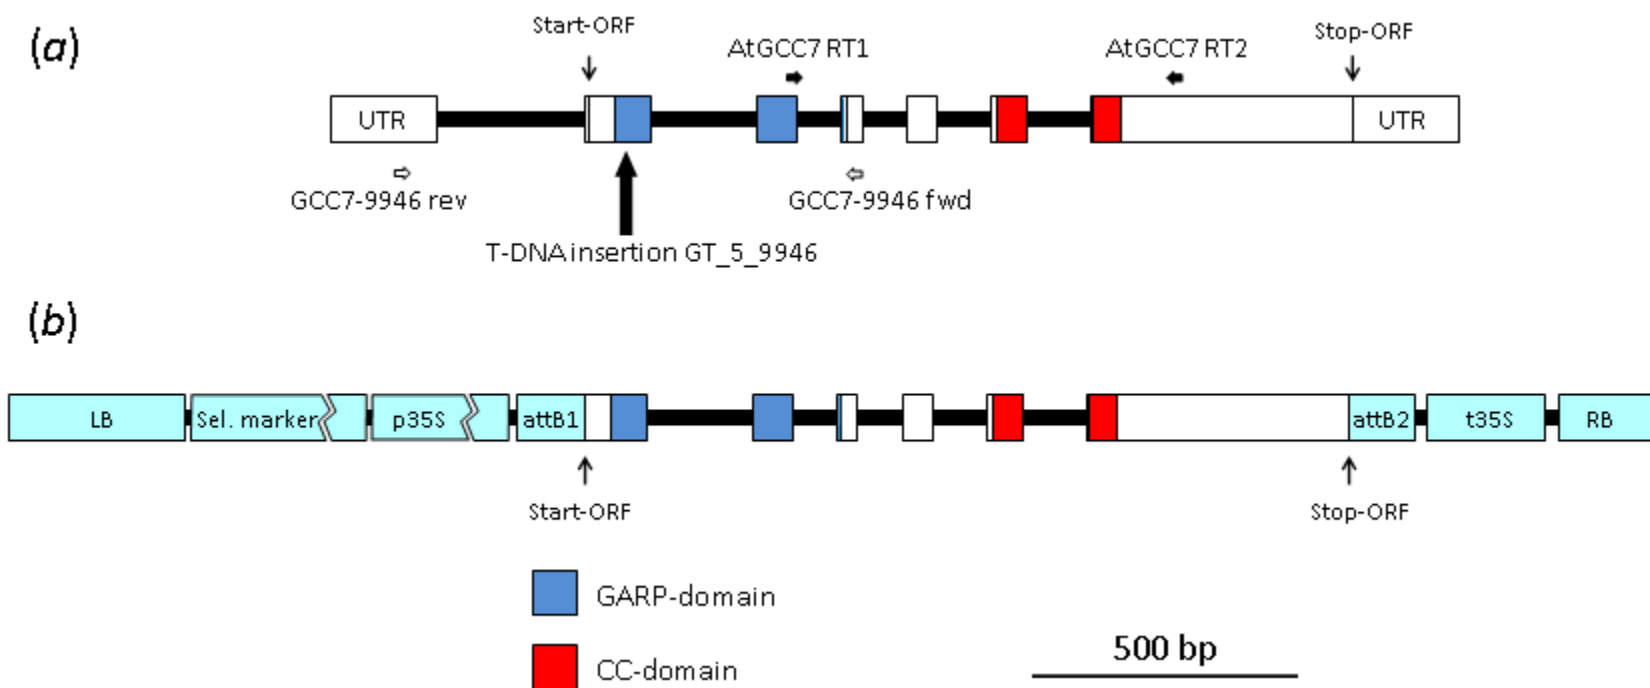 (a)
Start-ORF
AtGCC7 RT1
AtGCC7 RT2
Stop-ORF
UTR
UTR
GCC7-9946 rev
GCC7-9946 fwd
T-DNA insertion GT_5_9946
(b)
LB
Sel. marker
p35S
attB1
attB2
t35S
RB
Start-ORF
Stop-ORF
GARP-domain
500 bp
CC-domain